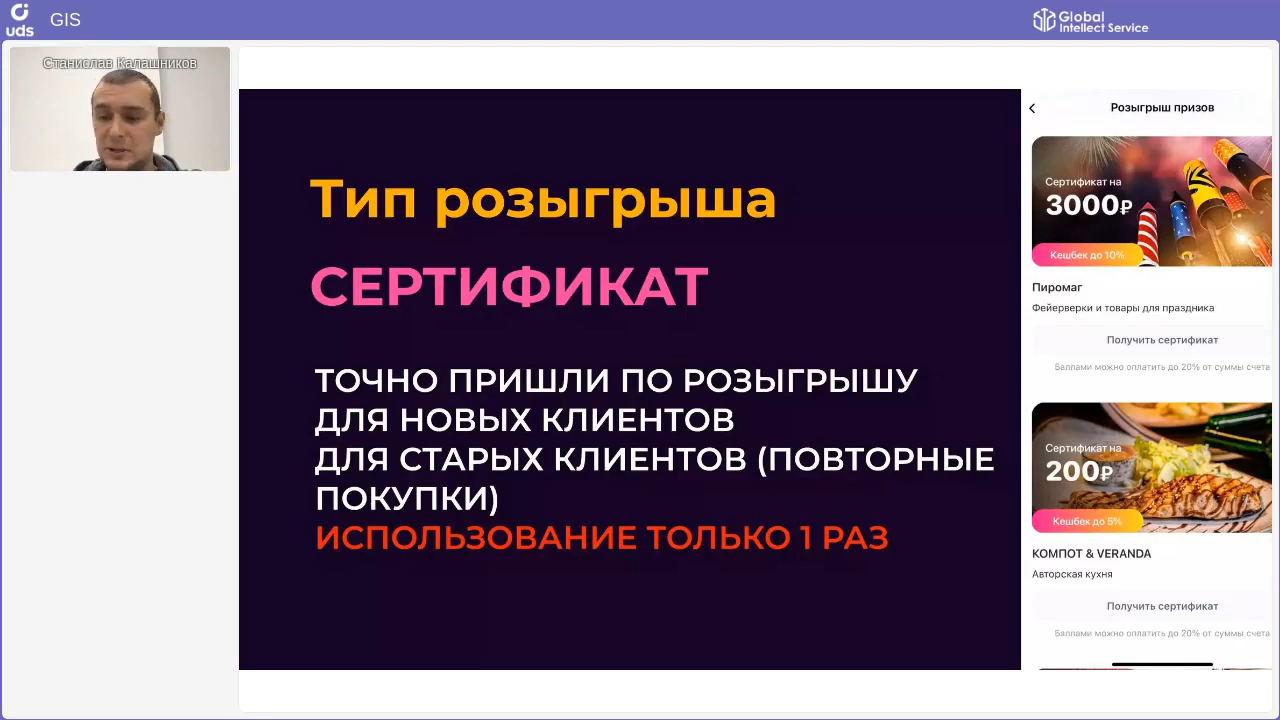 uds
GIS
Global
Intellect Service
Станислав Калашников
Тип розыгрыша
СЕРТИФИКАТ
ТОЧНО ПРИШЛИ ПО РОЗЫГРЫШУ
ДЛЯ НОВЫХ КЛИЕНТОВ
ДЛЯ СТАРЫХ КЛИЕНТОВ (ПОВТОРНЫЕ
ПОКУПКИ)
ИСПОЛЬЗОВАНИЕ ТОЛЬКО 1 РАЗ
Розыгрыш призов
Сертификат на
3000₽
Кешбек до 10%
Пиромаг
Фейерверки и товары для праздника
Получить сертификат
Баллами можно оплатить до 20% от суммы счета
Сертификат на
200₽
Кешбек до 5%
КОМПОТ & VERANDA
Авторская кухня
Получить сертификат
Баллами можно оплатить до 20% от суммы счета